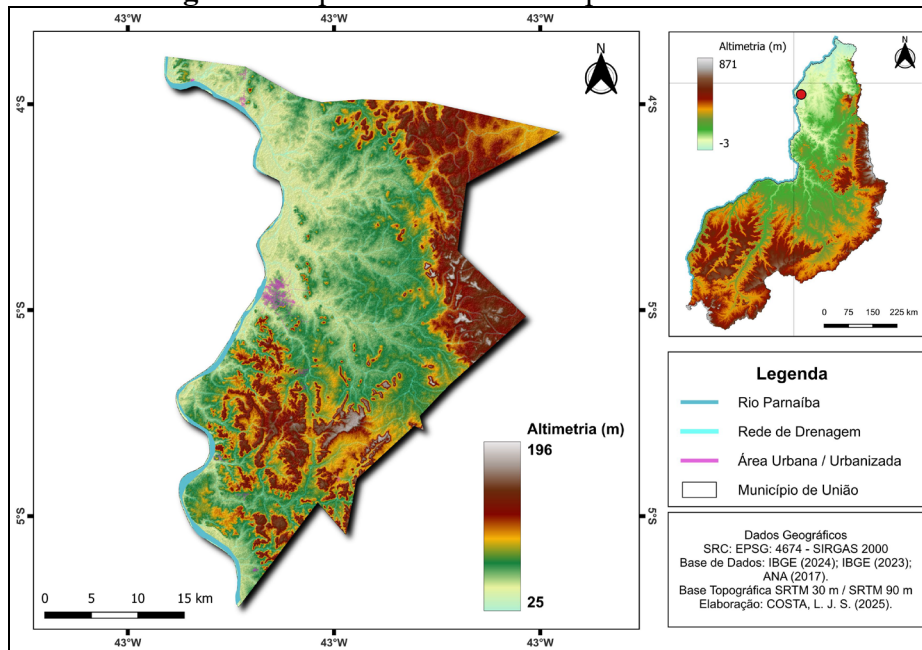 43°W 43°W 43°W
4°S
5°S
5°S
N
Altimetria (m)
196
25
0 5 10 15 km
43°W 43°W 43°W
Altimetria (m)
871
-3
N
0 75 150 225 km
4°S
5°S
5°S
Legenda
Rio Parnaíba
Rede de Drenagem
Área Urbana / Urbanizada
Município de União
Dados Geográficos
SRC: EPSG: 4674 - SIRGAS 2000
Base de Dados: IBGE (2024); IBGE (2023);
ANA (2017).
Base Topográfica SRTM 30 m / SRTM 90 m
Elaboração: COSTA, L. J. S. (2025).